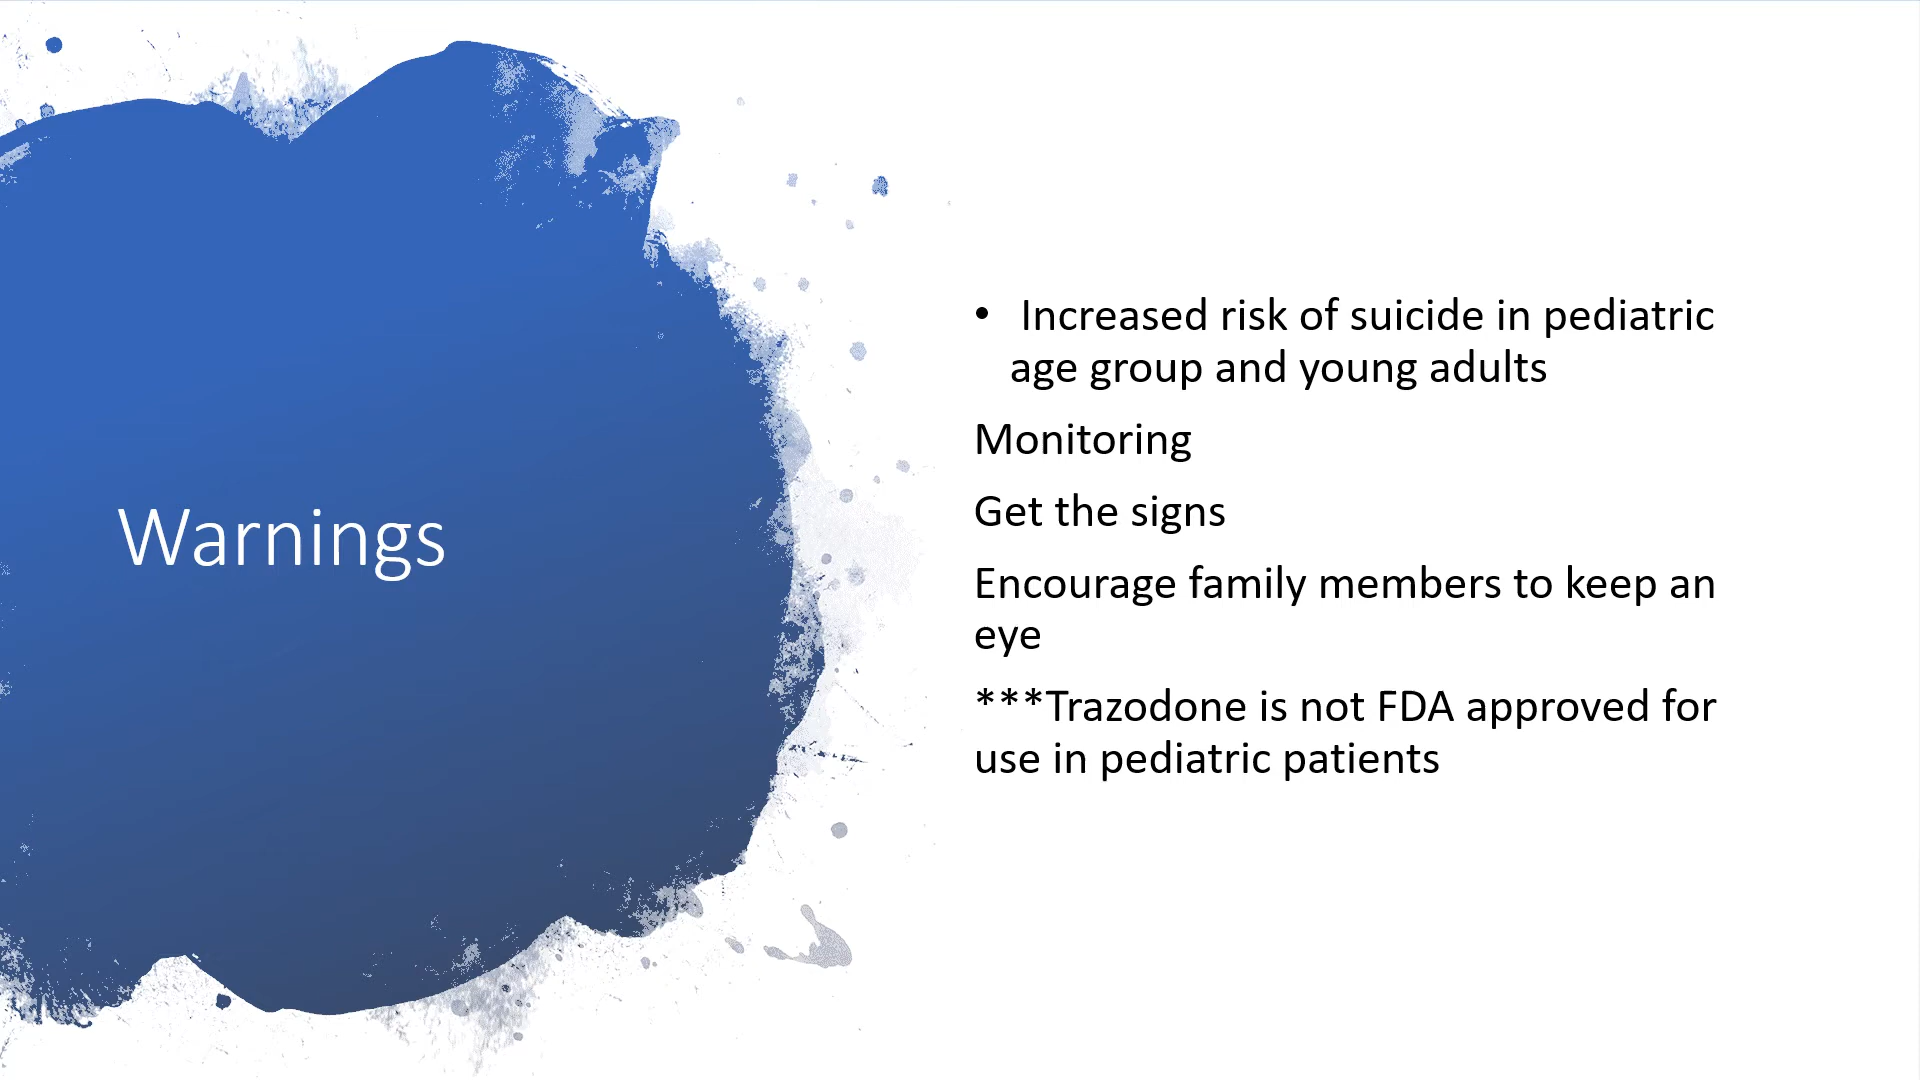 Warnings
• Increased risk of suicide in pediatric
age group and young adults
Monitoring
Get the signs
Encourage family members to keep an
eye
***Trazodone is not FDA approved for
use in pediatric patients